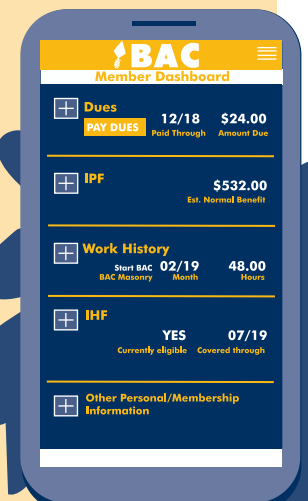 BAC
Member Dashboard
Dues
PAY DUES 12/18 $24.00
Paid Through Amount Due
IPF
$532.00
Est. Normal Benefit
Work History
Start BAC 02/19 48.00
BAC Masonry Month Hours
IHF
YES 07/19
Currently eligible Covered through
Other Personal/Membership
Information